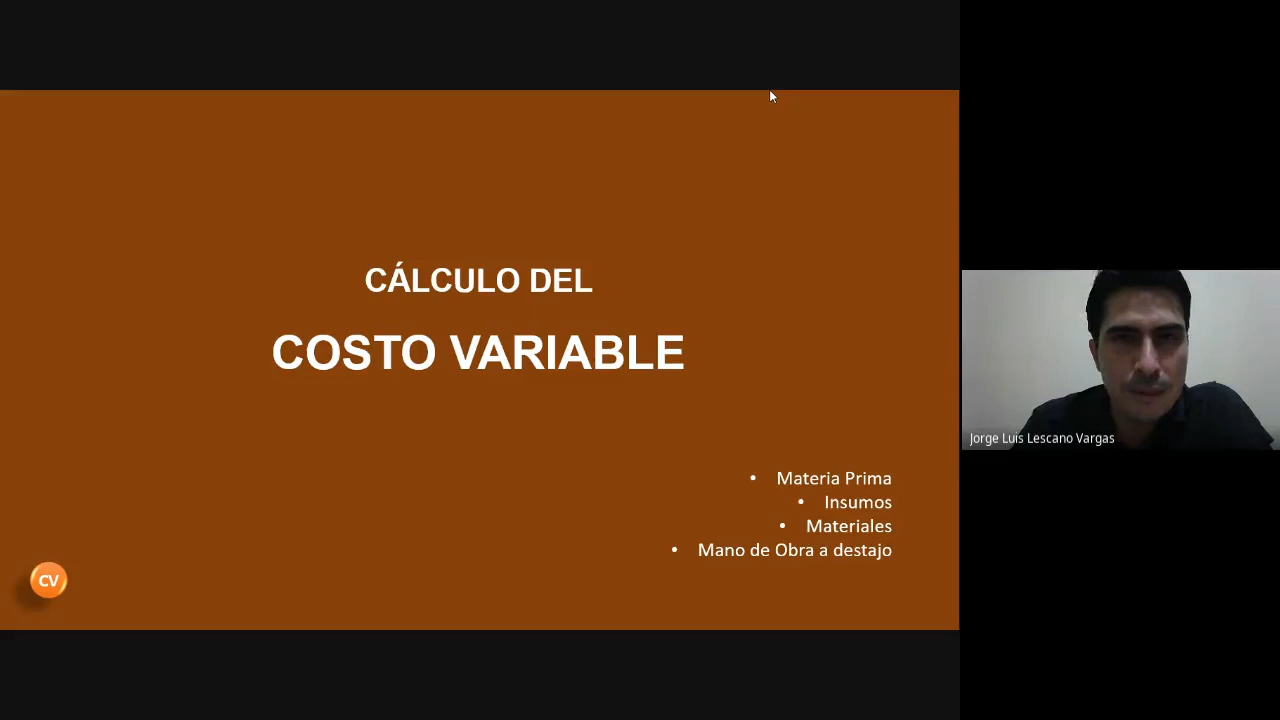 CÁLCULO DEL
COSTO VARIABLE
• Materia Prima
• Insumos
• Materiales
• Mano de Obra a destajo
CV
Jorge Luis Lescano Vargas